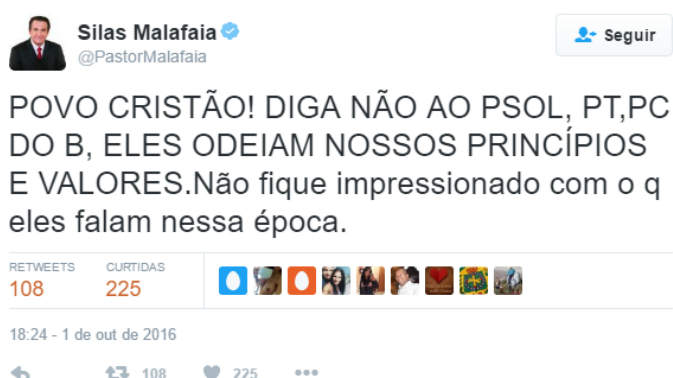 Silas Malafaia
@PastorMalafaia
Seguir
POVO CRISTÃO! DIGA NÃO AO PSOL, PT,PC
DO B, ELES ODEIAM NOSSOS PRINCÍPIOS
E VALORES.Não fique impressionado com o q
eles falam nessa época.
RETWEETS
108
CURTIDAS
225
18:24 - 1 de out de 2016
108
225